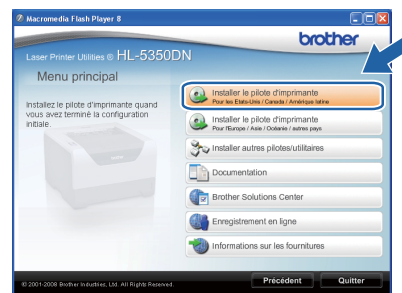 Macromedia Flash Player 8
brother
Laser Printer Utilities © HL-5350DN
Menu principal
Installez le pilote d'imprimante quand
vous avez terminé la configuration
initiale.
Installer le pilote d'imprimante
Pour les Etats-Unis / Canada / Amérique latine
Installer le pilote d'imprimante
Pour l'Europe / Asie / Océanie / autres pays
Installer autres pilotes/utilitaires
Documentation
Brother Solutions Center
Enregistrement en ligne
Informations sur les fournitures
© 2001-2008 Brother Industries, Ltd. All Rights Reserved.
Précédent
Quitter